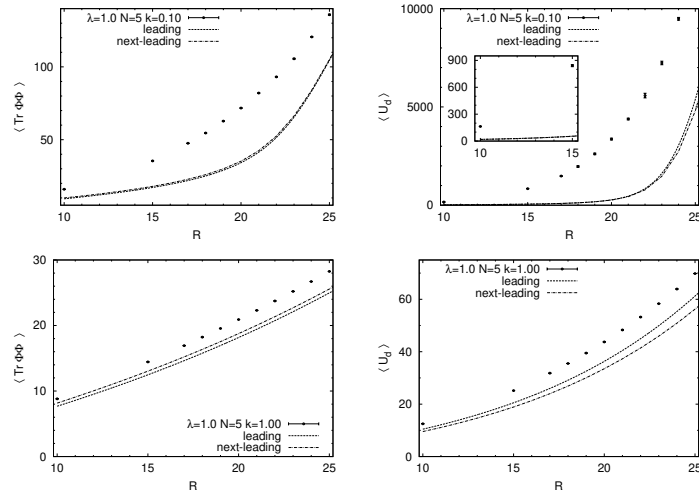 λ=1.0 N=5 k=0.10
leading
next-leading
⟨ Tr ΦΦ ⟩
50
100
10
15
20
25
R
λ=1.0 N=5 k=0.10
leading
next-leading
⟨ U_d ⟩
0
5000
10000
0
300
600
900
10
15
10
15
20
25
R
λ=1.0 N=5 k=1.00
leading
next-leading
⟨ Tr ΦΦ ⟩
0
10
20
30
10
15
20
25
R
λ=1.0 N=5 k=1.00
leading
next-leading
⟨ U_d ⟩
0
20
40
60
10
15
20
25
R